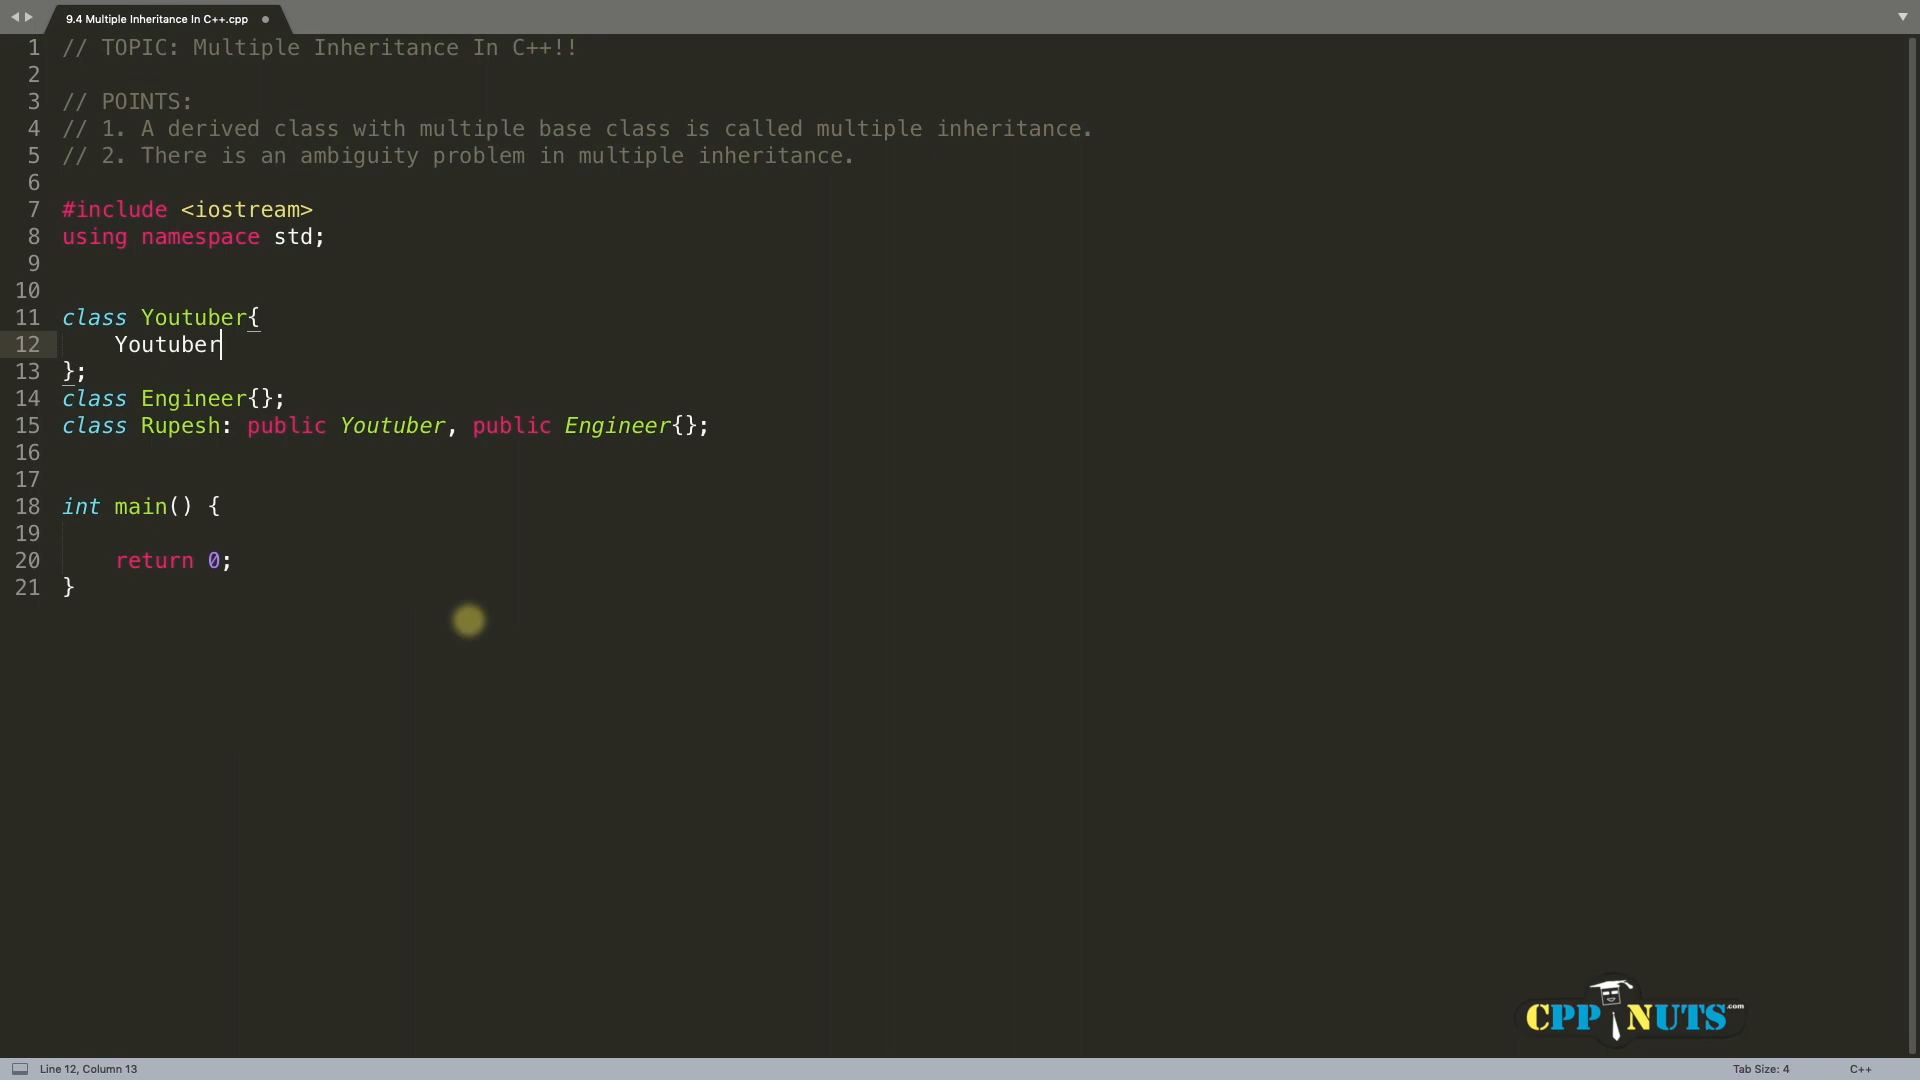 9.4 Multiple Inheritance In C++.cpp
1 // TOPIC: Multiple Inheritance In C++!!
2
3 // POINTS:
4 // 1. A derived class with multiple base class is called multiple inheritance.
5 // 2. There is an ambiguity problem in multiple inheritance.
6
7 #include <iostream>
8 using namespace std;
9
10
11 class Youtuber{
12     Youtuber
13 };
14 class Engineer{};
15 class Rupesh: public Youtuber, public Engineer{};
16
17
18 int main() {
19
20     return 0;
21 }
CPP NUTS .com
Line 12, Column 13 Tab Size: 4 C++